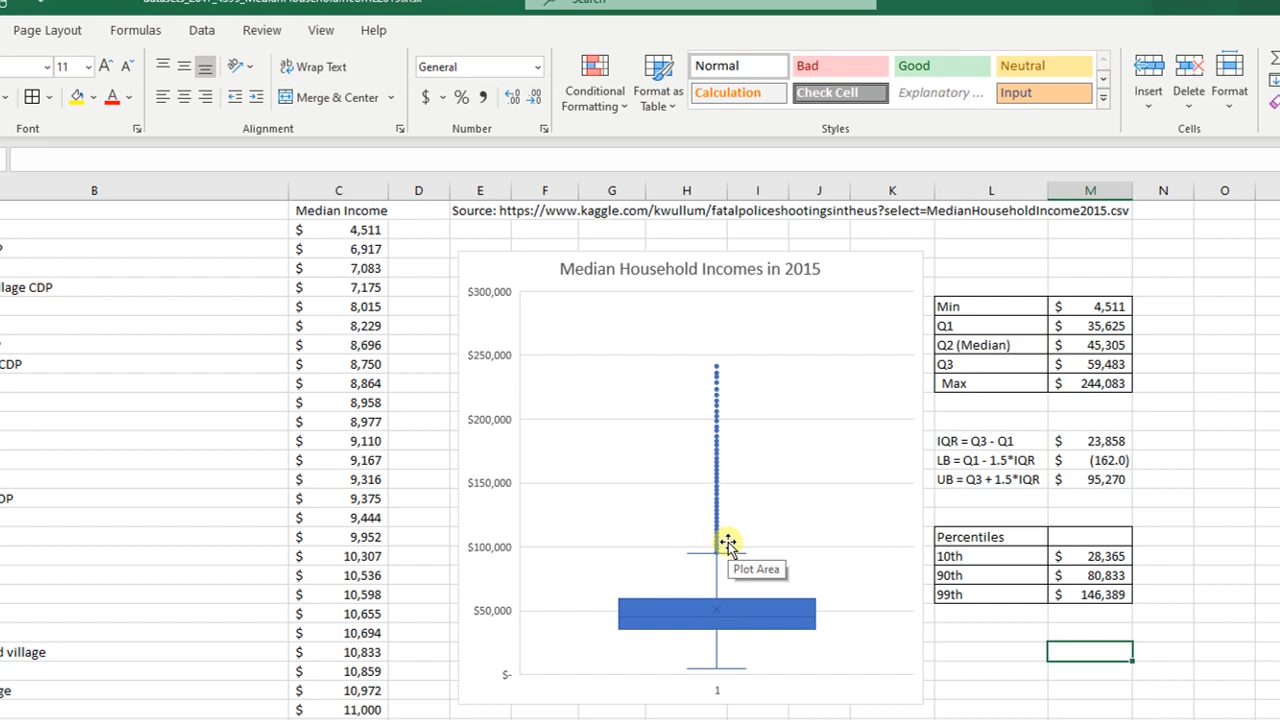 Search
Page Layout Formulas Data Review View Help
11 A A Wrap Text General Conditional Formatting Format as Table Normal Bad Good Neutral Insert Delete Format
A Merge & Center $ % Calculation Check Cell Explanatory ... Input
Font Alignment Number Styles Cells
B C D E F G H I J K L M N O
Median Income Source: https://www.kaggle.com/kwullum/fatalpoliceshootingsintheus?select=MedianHouseholdIncome2015.csv
$ 4,511
$ 6,917
$ 7,083
llage CDP $ 7,175
$ 8,015
$ 8,229
$ 8,696
CDP $ 8,750
$ 8,864
$ 8,958
$ 8,977
$ 9,110
$ 9,167
$ 9,316
$ 9,375
$ 9,444
$ 9,952
$ 10,307
$ 10,536
$ 10,598
$ 10,655
$ 10,694
d village $ 10,833
$ 10,859
$ 10,972
$ 11,000
Median Household Incomes in 2015
$300,000
$250,000
$200,000
$150,000
$100,000
$50,000
$-
1
Plot Area
Min $ 4,511
Q1 $ 35,625
Q2 (Median) $ 45,305
Q3 $ 59,483
Max $ 244,083
IQR = Q3 - Q1 $ 23,858
LB = Q1 - 1.5*IQR $ (162.0)
UB = Q3 + 1.5*IQR $ 95,270
Percentiles
10th $ 28,365
90th $ 80,833
99th $ 146,389